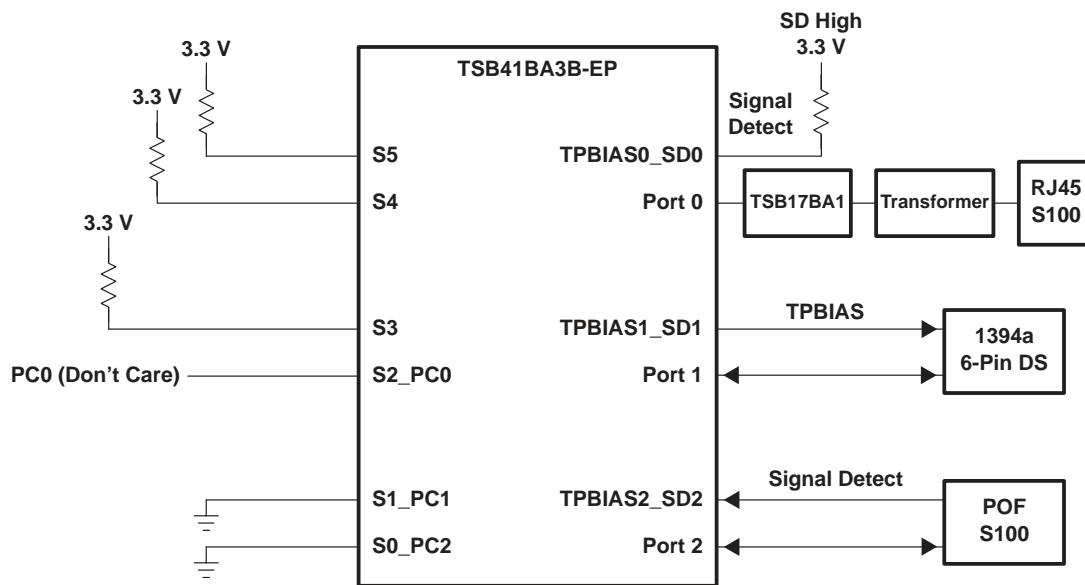 SD High
3.3 V
3.3 V
TSB41BA3B-EP
3.3 V
Signal
Detect
S5
TPBIAS0_SD0
S4
Port 0
TSB17BA1
Transformer
RJ45
S100
3.3 V
S3
TPBIAS1_SD1
TPBIAS
1394a
6-Pin DS
PC0 (Don’t Care)
S2_PC0
Port 1
S1_PC1
TPBIAS2_SD2
Signal Detect
POF
S100
S0_PC2
Port 2